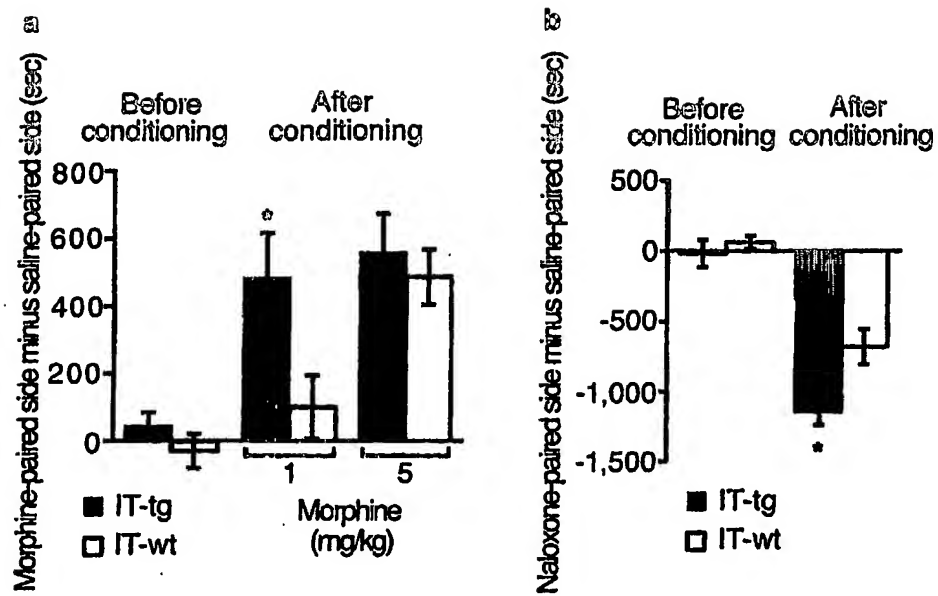 a
Morphine-paired side minus saline-paired side (sec)
Before
conditioning
After
conditioning
800
600
400
200
0
*
1
5
Morphine
(mg/kg)
IT-tg
IT-wt
b
Naloxone-paired side minus saline-paired side (sec)
Before
conditioning
After
conditioning
500
0
-500
-1,000
-1,500
*
IT-tg
IT-wt